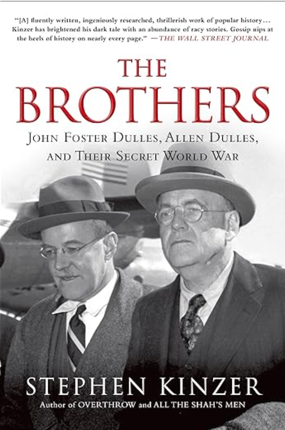 "[A] fluently written, ingeniously researched, thrillerish work of popular history…
Kinzer has brightened his dark tale with an abundance of racy stories. Gossip nips at
the heels of history on nearly every page." —THE WALL STREET JOURNAL
THE
BROTHERS
JOHN FOSTER DULLES, ALLEN DULLES,
AND THEIR SECRET WORLD WAR
STEPHEN KINZER
Author of OVERTHROW and ALL THE SHAH'S MEN